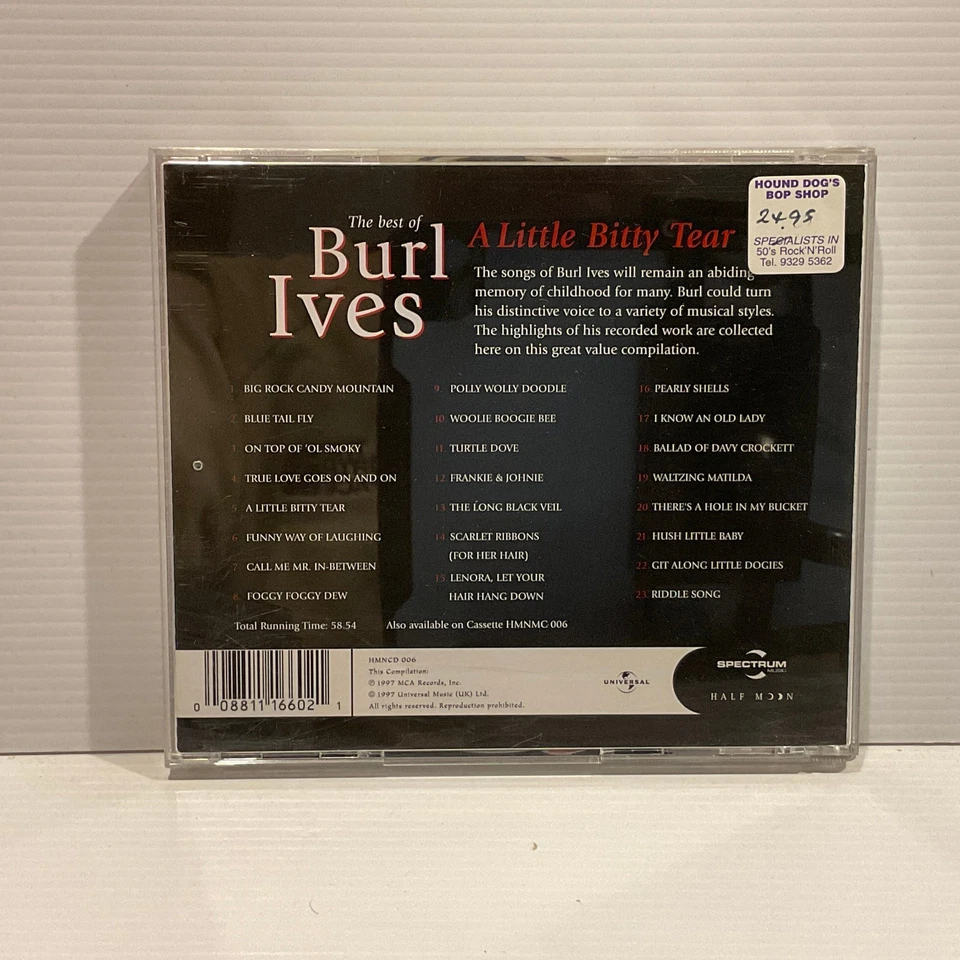 The best of
Burl
Ives
A Little Bitty Tear
HOUND DOG'S
BOP SHOP
24.95
SPECIALISTS IN
50's Rock'N'Roll
Tel. 9329 5362
The songs of Burl Ives will remain an abiding
memory of childhood for many. Burl could turn
his distinctive voice to a variety of musical styles.
The highlights of his recorded work are collected
here on this great value compilation.
1. BIG ROCK CANDY MOUNTAIN
2. BLUE TAIL FLY
3. ON TOP OF 'OL SMOKY
4. TRUE LOVE GOES ON AND ON
5. A LITTLE BITTY TEAR
6. FUNNY WAY OF LAUGHING
7. CALL ME MR. IN-BETWEEN
8. FOGGY FOGGY DEW
9. POLLY WOLLY DOODLE
10. WOOLIE BOOGIE BEE
11. TURTLE DOVE
12. FRANKIE & JOHNIE
13. THE LONG BLACK VEIL
14. SCARLET RIBBONS
(FOR HER HAIR)
15. LENORA, LET YOUR
HAIR HANG DOWN
16. PEARLY SHELLS
17. I KNOW AN OLD LADY
18. BALLAD OF DAVY CROCKETT
19. WALTZING MATILDA
20. THERE'S A HOLE IN MY BUCKET
21. HUSH LITTLE BABY
22. GIT ALONG LITTLE DOGIES
23. RIDDLE SONG
Total Running Time: 58.54
Also available on Cassette HMNMC 006
0 08811 16602 1
HMNCD 006
This Compilation:
℗ 1997 MCA Records, Inc.
© 1997 Universal Music (UK) Ltd.
All rights reserved. Reproduction prohibited.
UNIVERSAL
SPECTRUM
MUSIC
HALF MOON